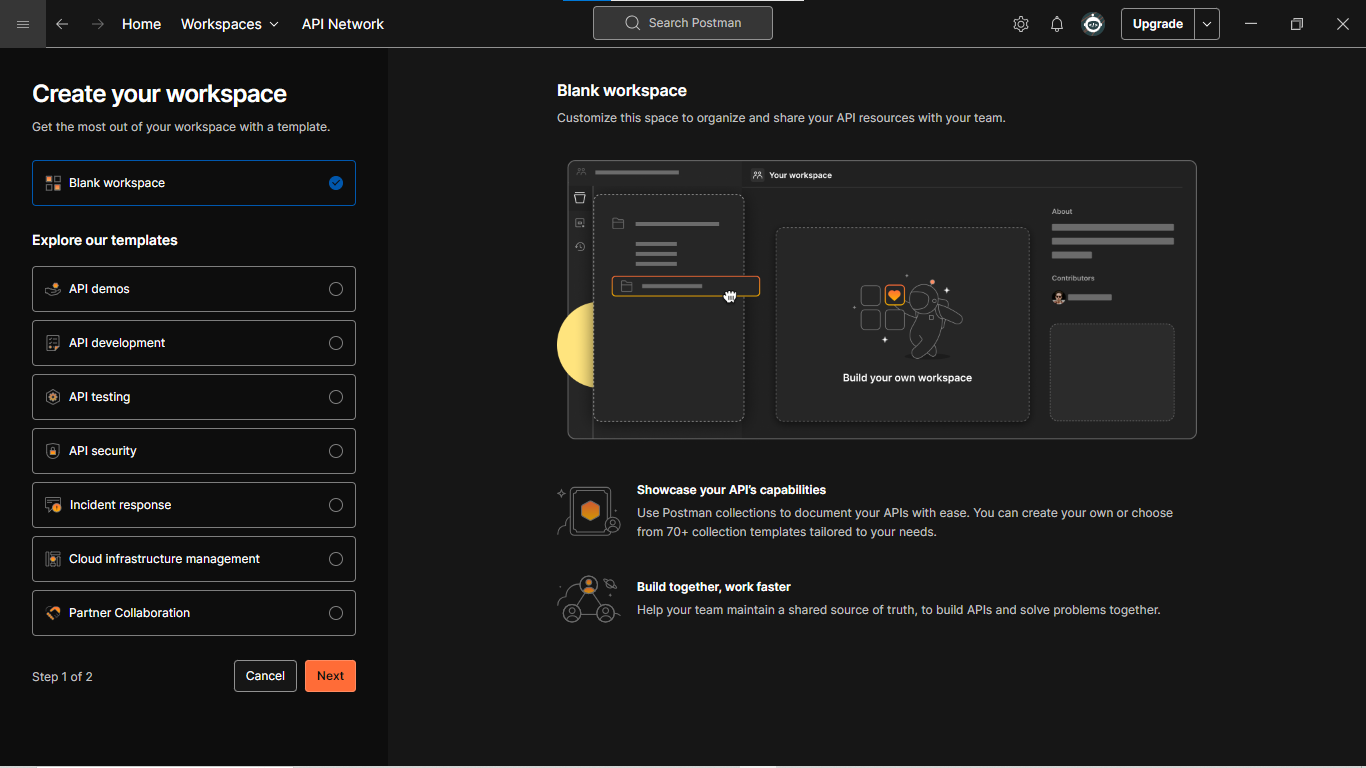 Home
Workspaces
API Network
Search Postman
Upgrade
Create your workspace
Get the most out of your workspace with a template.
Blank workspace
Explore our templates
API demos
API development
API testing
API security
Incident response
Cloud infrastructure management
Partner Collaboration
Step 1 of 2
Cancel
Next
Blank workspace
Customize this space to organize and share your API resources with your team.
Your workspace
About
Contributors
Build your own workspace
Showcase your API's capabilities
Use Postman collections to document your APIs with ease. You can create your own or choose
from 70+ collection templates tailored to your needs.
Build together, work faster
Help your team maintain a shared source of truth, to build APIs and solve problems together.